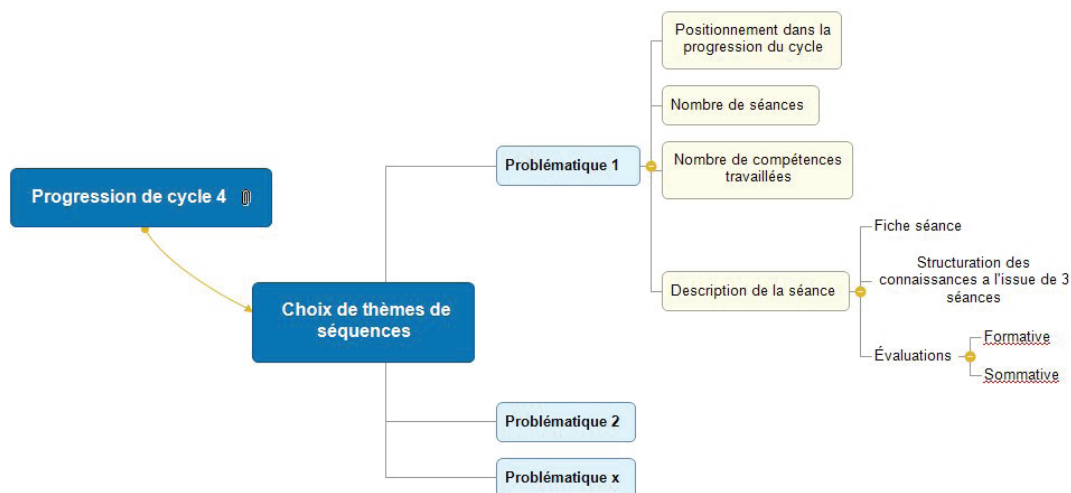 Positionnement dans la
progression du cycle
Nombre de séances
Problématique 1
Nombre de compétences
travaillées
Progression de cycle 4
Fiche séance
Structuration des
connaissances a l'issue de 3
séances
Description de la séance
Choix de thèmes de
séquences
Évaluations
Formative
Sommative
Problématique 2
Problématique x